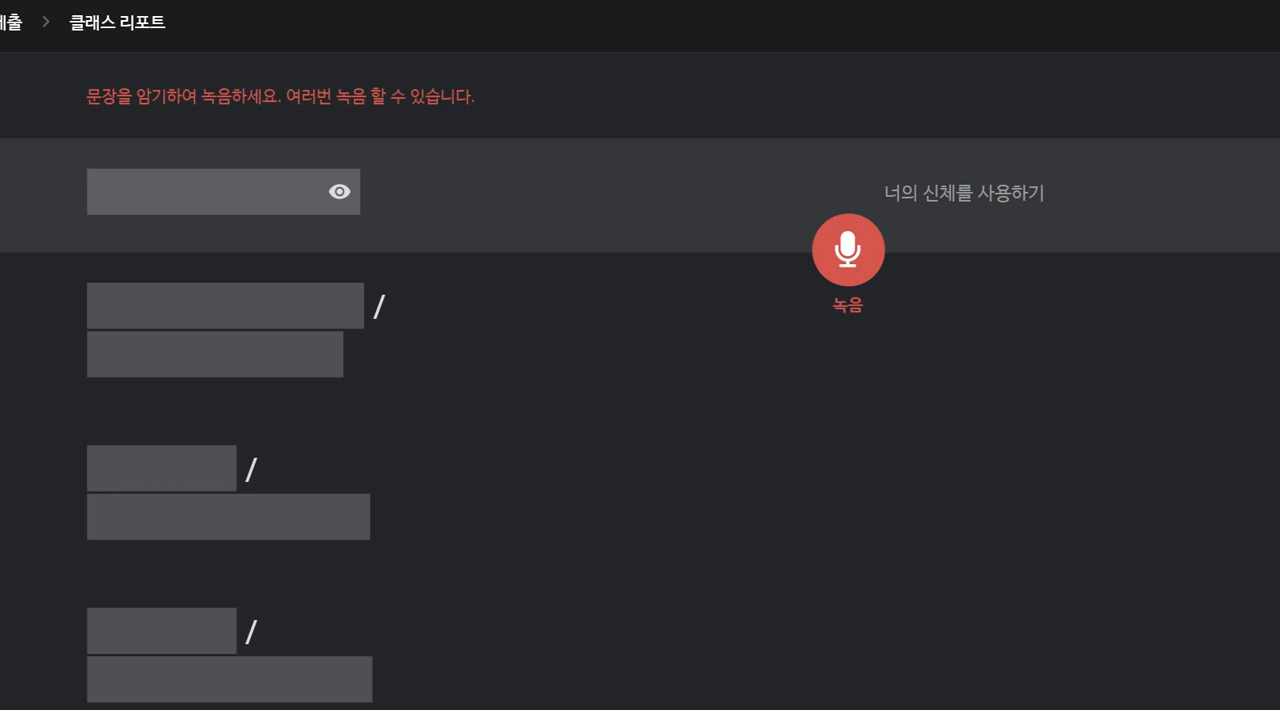 제출 > 클래스 리포트
문장을 암기하여 녹음하세요. 여러번 녹음 할 수 있습니다.
너의 신체를 사용하기
녹음
/
/
/